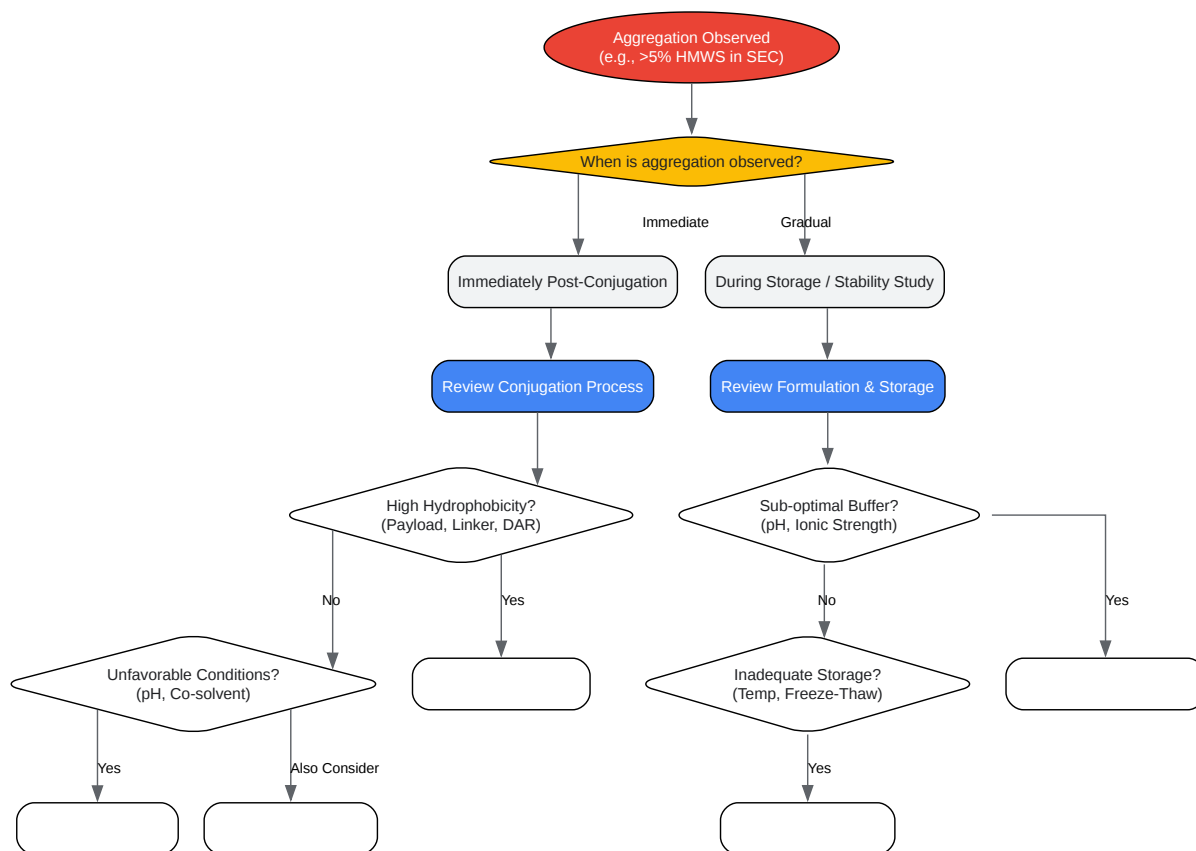 Aggregation Observed
(e.g., >5% HMWS in SEC)
When is aggregation observed?
Immediate
Gradual
Immediately Post-Conjugation
During Storage / Stability Study
Review Conjugation Process
Review Formulation & Storage
High Hydrophobicity?
(Payload, Linker, DAR)
Sub-optimal Buffer?
(pH, Ionic Strength)
No
Yes
No
Yes
Unfavorable Conditions?
(pH, Co-solvent)
Inadequate Storage?
(Temp, Freeze-Thaw)
Yes
Also Consider
Yes